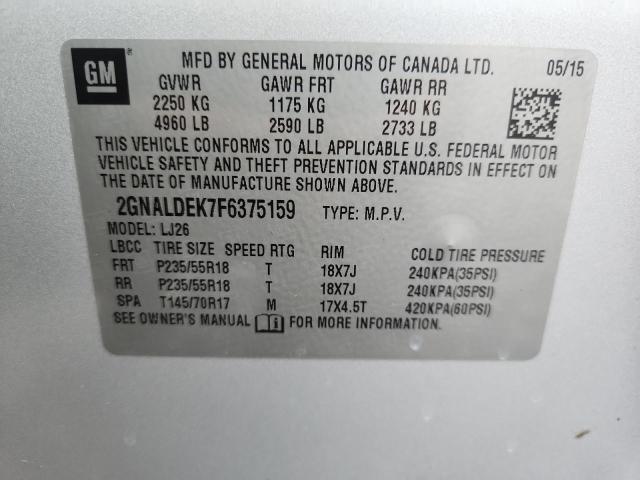 GM
MFD BY GENERAL MOTORS OF CANADA LTD. 05/15
GVWR GAWR FRT GAWR RR
2250 KG 1175 KG 1240 KG
4960 LB 2590 LB 2733 LB
THIS VEHICLE CONFORMS TO ALL APPLICABLE U.S. FEDERAL MOTOR
VEHICLE SAFETY AND THEFT PREVENTION STANDARDS IN EFFECT ON
THE DATE OF MANUFACTURE SHOWN ABOVE.
2GNALDEK7F6375159 TYPE: M.P.V.
MODEL: LJ26
LBCC TIRE SIZE SPEED RTG RIM COLD TIRE PRESSURE
FRT P235/55R18 T 18X7J 240KPA(35PSI)
RR P235/55R18 T 18X7J 240KPA(35PSI)
SPA T145/70R17 M 17X4.5T 420KPA(60PSI)
SEE OWNER'S MANUAL FOR MORE INFORMATION.